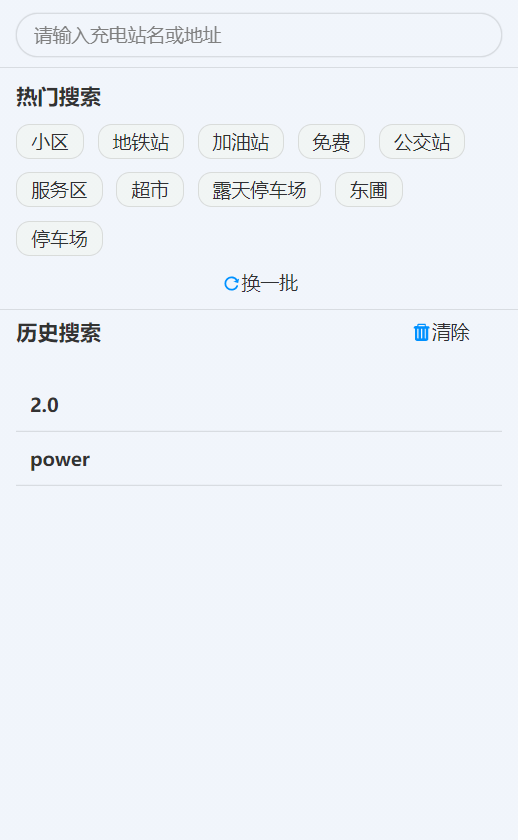 请输入充电站名或地址
热门搜索
小区 地铁站 加油站 免费 公交站
服务区 超市 露天停车场 东圃
停车场
换一批
历史搜索 清除
2.0
power